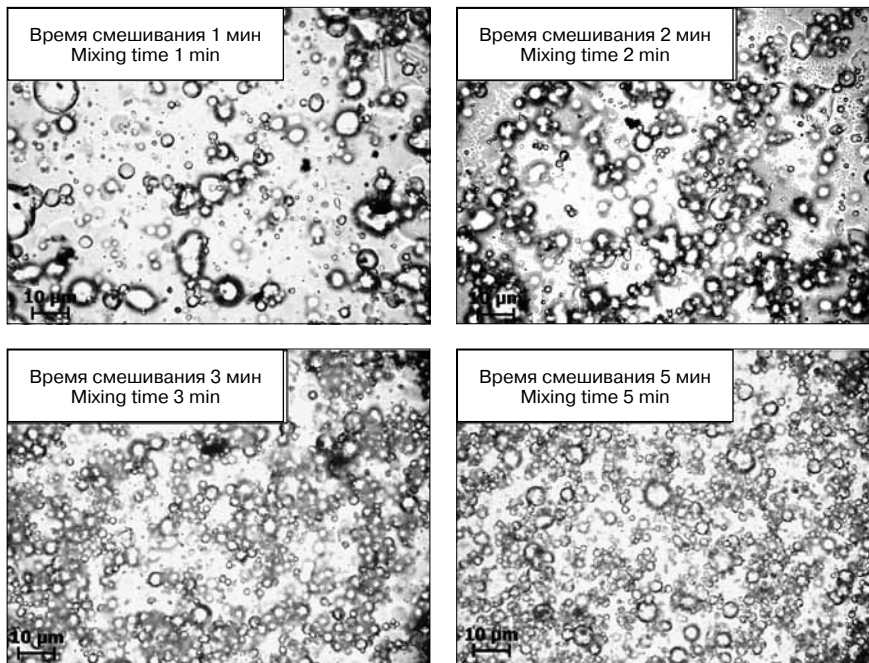 Время смешивания 1 мин
Mixing time 1 min
10 µm
Время смешивания 2 мин
Mixing time 2 min
10 µm
Время смешивания 3 мин
Mixing time 3 min
10 µm
Время смешивания 5 мин
Mixing time 5 min
10 µm